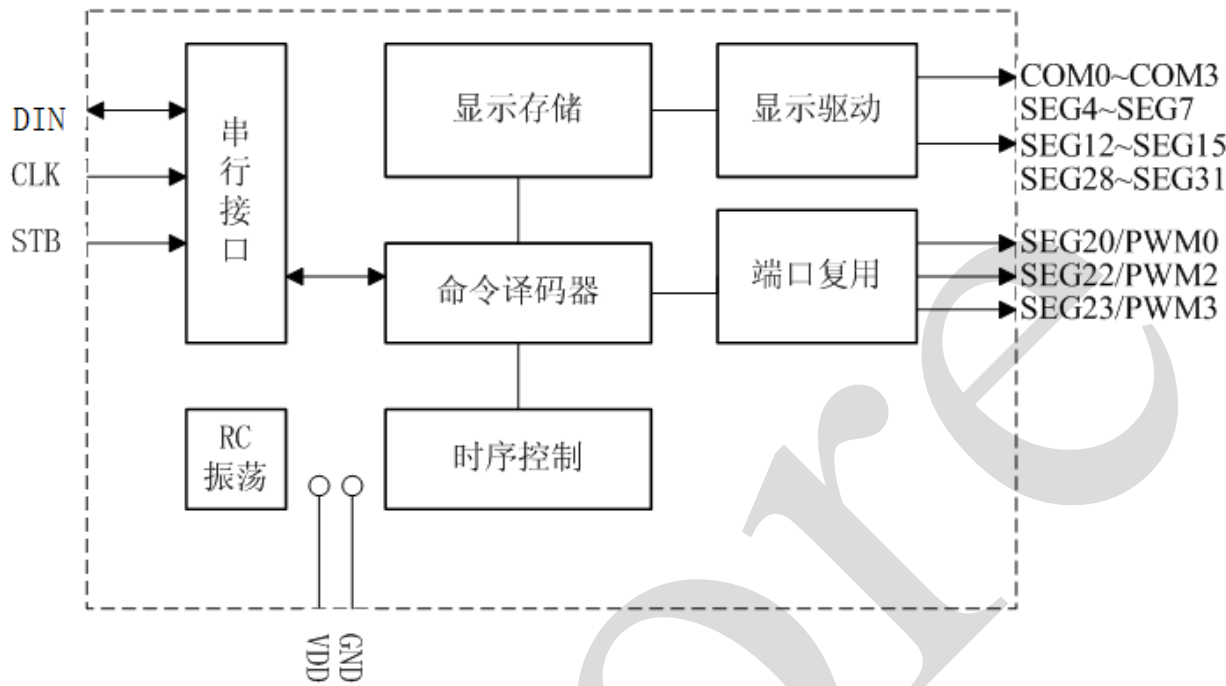 DIN
CLK
STB
串
行
接
口
显示存储
显示驱动
COM0~COM3
SEG4~SEG7
SEG12~SEG15
SEG28~SEG31
命令译码器
端口复用
SEG20/PWM0
SEG22/PWM2
SEG23/PWM3
RC
振荡
时序控制
VDD
GND
ore